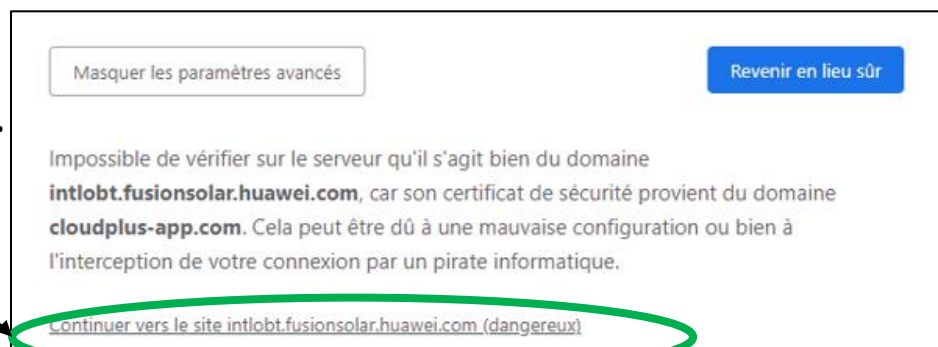 Masquer les paramètres avancés
Revenir en lieu sûr
Impossible de vérifier sur le serveur qu'il s'agit bien du domaine
intlobt.fusionsolar.huawei.com, car son certificat de sécurité provient du domaine
cloudplus-app.com. Cela peut être dû à une mauvaise configuration ou bien à
l'interception de votre connexion par un pirate informatique.
Continuer vers le site intlobt.fusionsolar.huawei.com (dangereux)